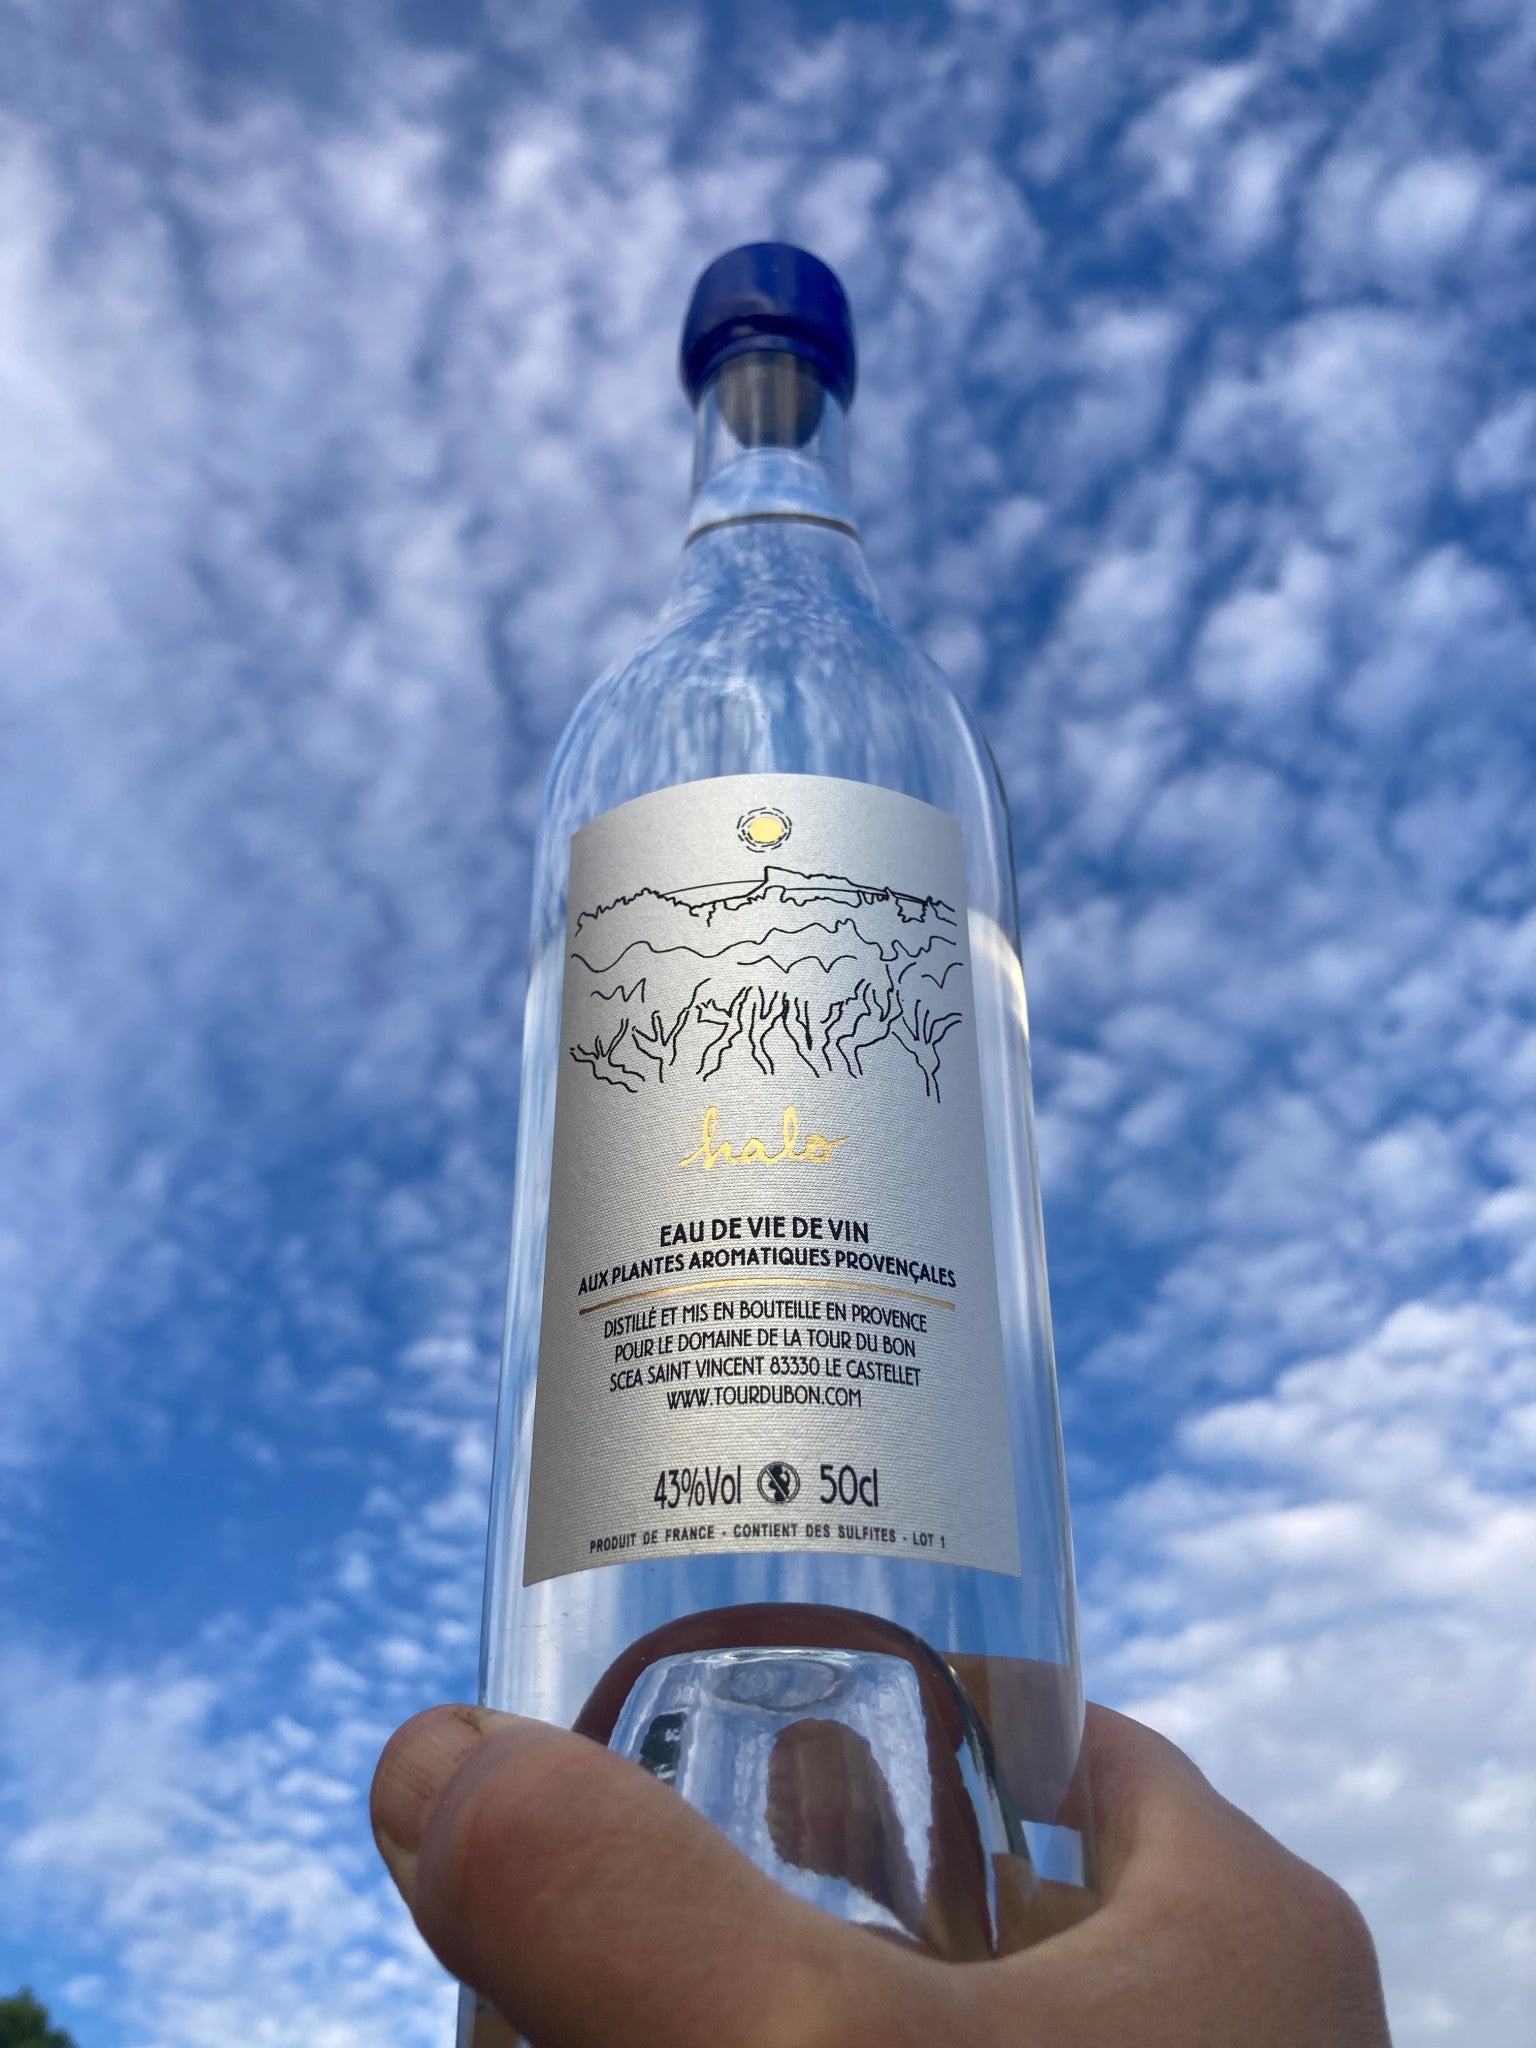 halo
EAU DE VIE DE VIN
AUX PLANTES AROMATIQUES PROVENÇALES
DISTILLÉ ET MIS EN BOUTEILLE EN PROVENCE
POUR LE DOMAINE DE LA TOUR DU BON
SCEA SAINT VINCENT 83330 LE CASTELLET
WWW.TOURDUBON.COM
43%Vol 50cl
PRODUIT DE FRANCE - CONTIENT DES SULFITES - LOT 1